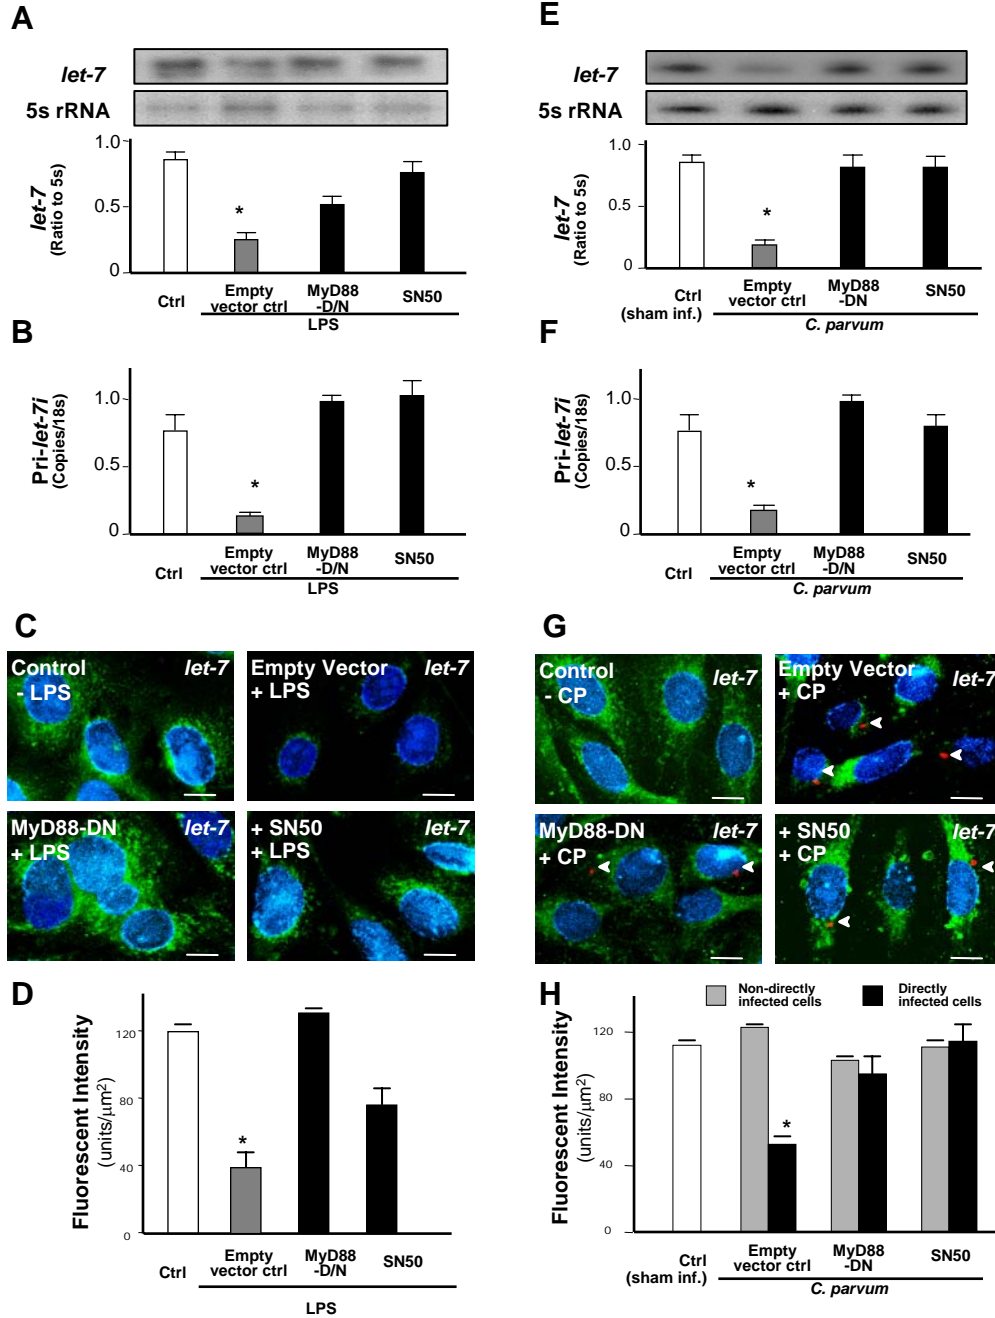 A
let-7
5s rRNA
1.0
0.5
0
let-7
(Ratio to 5s)
*
Ctrl
Empty
vector ctrl
MyD88
-D/N
SN50
LPS
B
1.0
0.5
0
Pri-let-7i
(Copies/18s)
*
Ctrl
Empty
vector ctrl
MyD88
-D/N
SN50
LPS
C
Control
- LPS
let-7
Empty Vector
+ LPS
let-7
MyD88-DN
+ LPS
let-7
+ SN50
+ LPS
let-7
D
Fluorescent Intensity
(units/μm2)
120
80
40
0
*
Ctrl
Empty
vector ctrl
MyD88
-D/N
SN50
LPS
E
let-7
5s rRNA
1.0
0.5
0
let-7
(Ratio to 5s)
*
Ctrl
(sham inf.)
Empty
vector ctrl
MyD88
-DN
SN50
C. parvum
F
1.0
0.5
0
Pri-let-7i
(Copies/18s)
*
Ctrl
Empty
vector ctrl
MyD88
-D/N
SN50
C. parvum
G
Control
- CP
let-7
Empty Vector
+ CP
let-7
MyD88-DN
+ CP
let-7
+ SN50
+ CP
let-7
H
Non-directly
infected cells
Directly
infected cells
Fluorescent Intensity
(units/μm2)
120
80
40
0
*
Ctrl
(sham inf.)
Empty
vector ctrl
MyD88
-DN
SN50
C. parvum